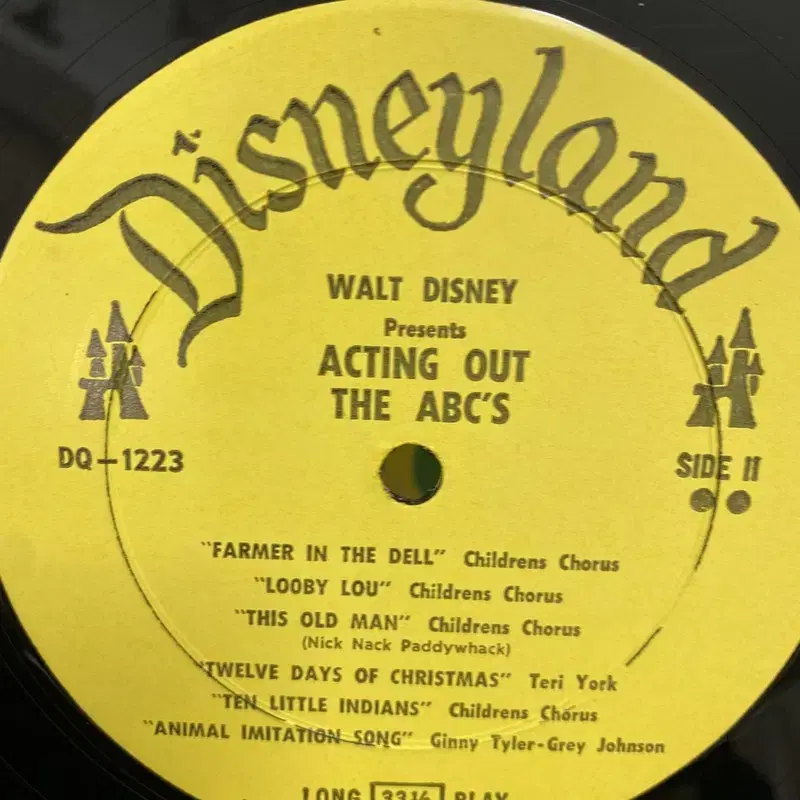 Disneyland
WALT DISNEY
Presents
ACTING OUT
THE ABC'S
DQ-1223
SIDE II
"FARMER IN THE DELL" Childrens Chorus
"LOOBY LOU" Childrens Chorus
"THIS OLD MAN" Childrens Chorus
(Nick Nack Paddywhack)
"TWELVE DAYS OF CHRISTMAS" Teri York
"TEN LITTLE INDIANS" Childrens Chorus
"ANIMAL IMITATION SONG" Ginny Tyler-Grey Johnson
LONG 33⅓ PLAY